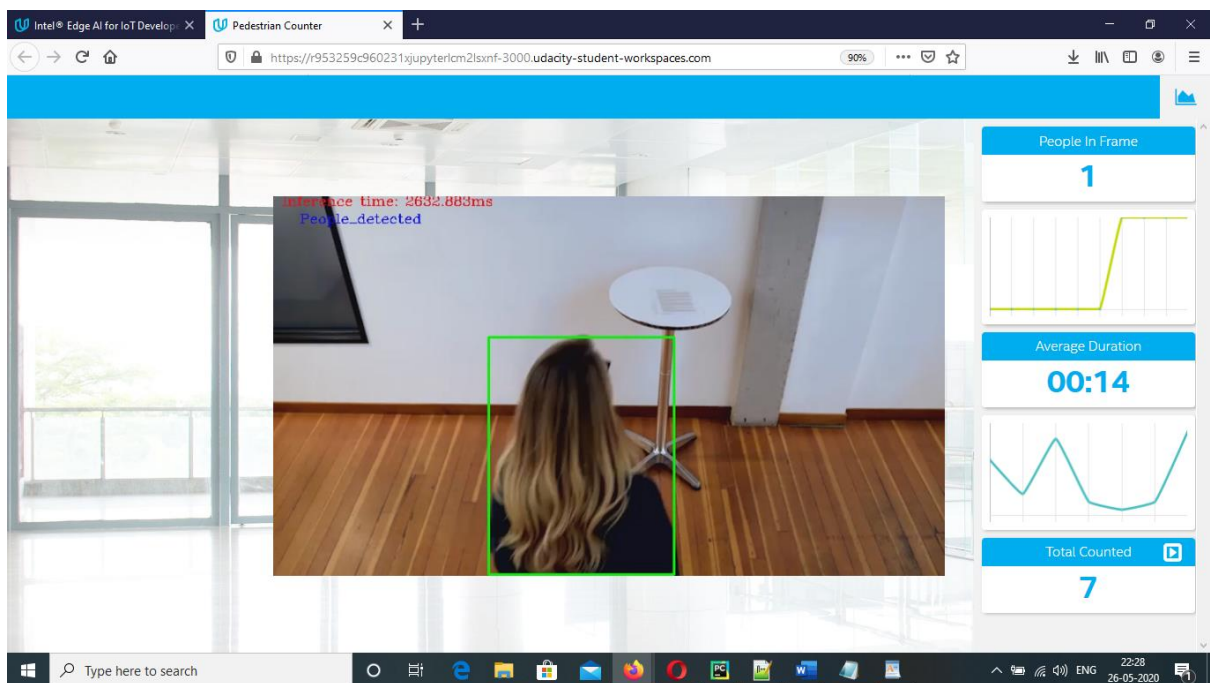 Intel® Edge AI for IoT Develop
Pedestrian Counter
https://r953259c960231xjupyterlcm2lsxnf-3000.udacity-student-workspaces.com
90%
People In Frame
1
Inference time: 2632.883ms
People_detected
Average Duration
00:14
Total Counted
7
Type here to search
ENG
22:28
26-05-2020